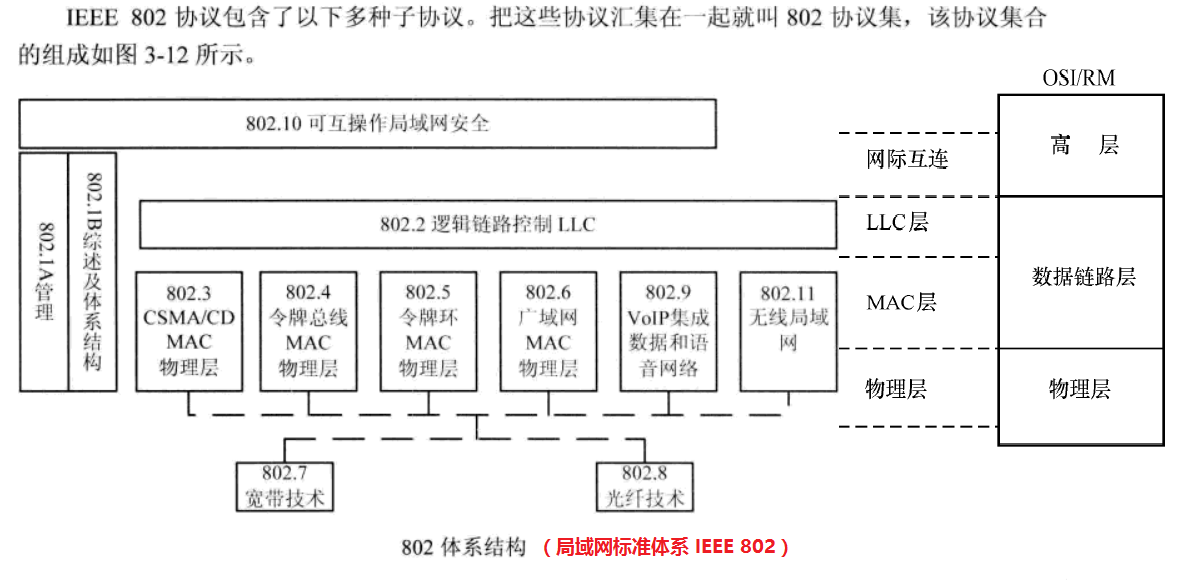 IEEE 802 协议包含了以下多种子协议。把这些协议汇集在一起就叫 802 协议集，该协议集合
的组成如图 3-12 所示。
OSI/RM
802.10 可互操作局域网安全
高 层
网际互连
802.1A管理
802.1B综述及体系结构
802.2 逻辑链路控制 LLC
LLC层
数据链路层
MAC层
802.3
CSMA/CD
MAC
物理层
802.4
令牌总线
MAC
物理层
802.5
令牌环
MAC
物理层
802.6
广域网
MAC
物理层
802.9
VoIP集成
数据和语
音网络
802.11
无线局域
网
物理层
物理层
802.7
宽带技术
802.8
光纤技术
802 体系结构 （局域网标准体系 IEEE 802）